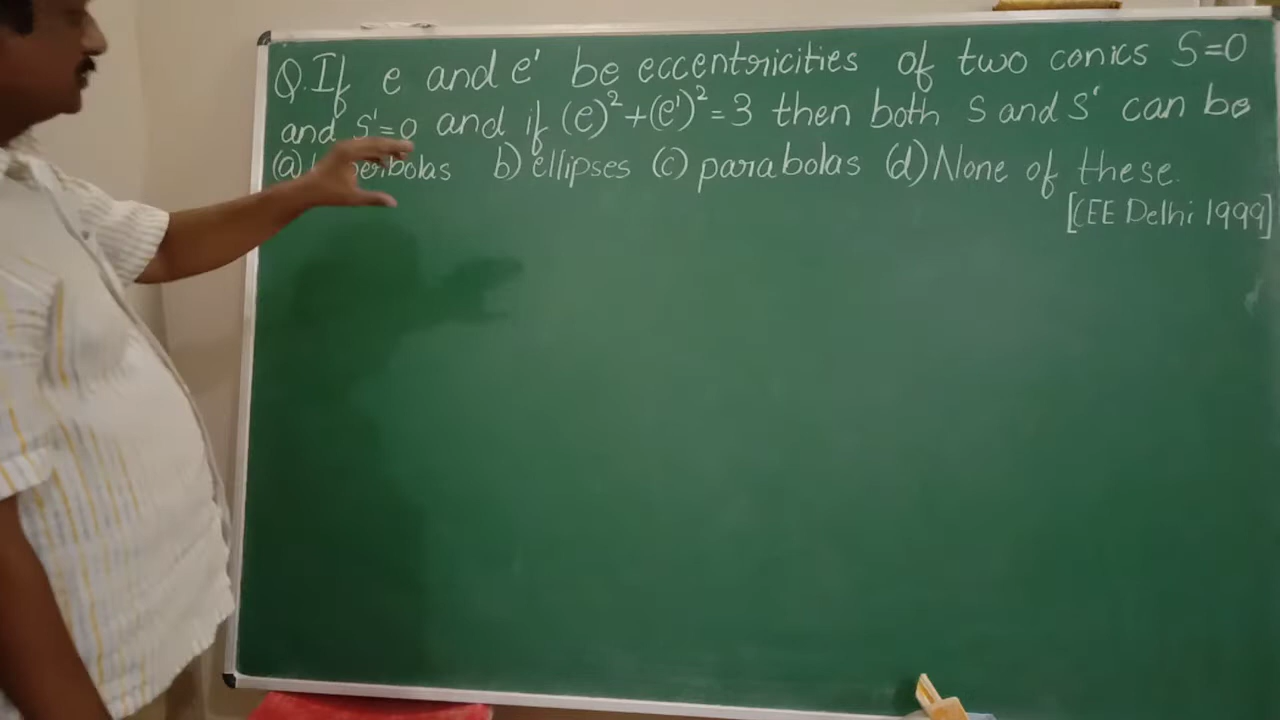 Q. If e and e' be eccentricities of two conics S=0
and S'=0 and if (e)²+(e')²=3 then both S and S' can be
(a) b) ellipses (c) parabolas (d) None of these.
[CEE Delhi 1999]